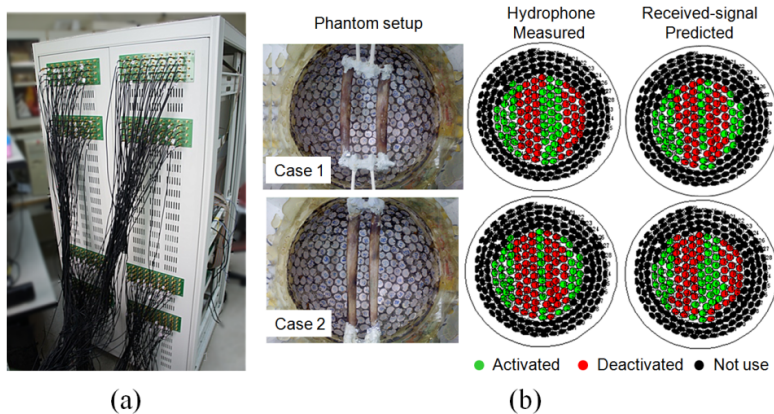 Phantom setup
Hydrophone
Measured
Received-signal
Predicted
Case 1
Case 2
Activated
Deactivated
Not use
(a)
(b)